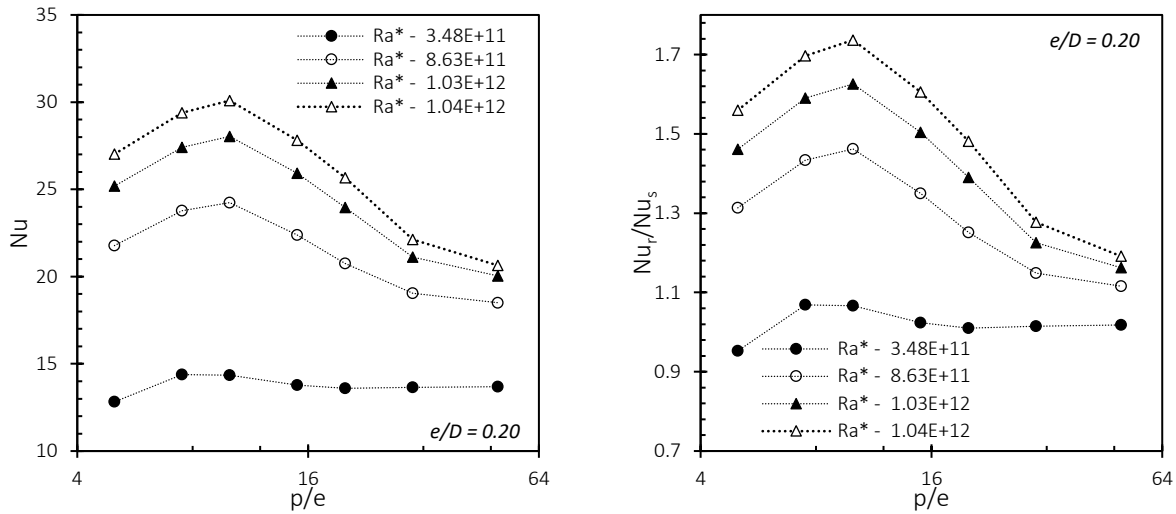 35
30
25
20
15
10
Nu
4
16
64
p/e
Ra* - 3.48E+11
Ra* - 8.63E+11
Ra* - 1.03E+12
Ra* - 1.04E+12
e/D = 0.20
1.7
1.5
1.3
1.1
0.9
0.7
Nur/Nus
4
16
64
p/e
e/D = 0.20
Ra* - 3.48E+11
Ra* - 8.63E+11
Ra* - 1.03E+12
Ra* - 1.04E+12